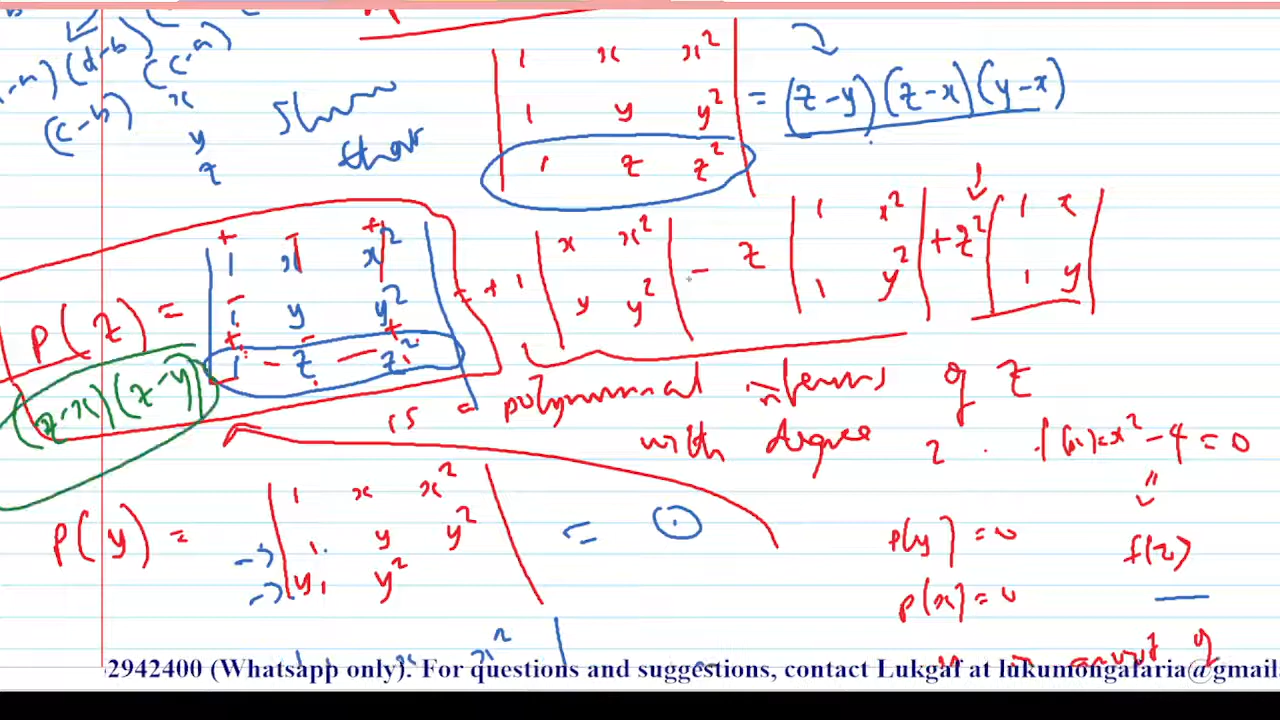 (d-b) (c-a)
(c-b)
x
y
z
Show that
| 1 x x² |
| 1 y y² | = (z-y)(z-x)(y-x)
| 1 z z² |
P(z) =
| 1 x x² |
| 1 y y² |
| 1 z z² |
+ 1 | x x² | - z | 1 x² | + z² | 1 x |
| y y² | | 1 y² | | 1 y |
(z-x)(z-y)
is a polynomial in terms of z
with degree 2. f(x)=x²-4=0
P(y) =
| 1 x x² |
| 1 y y² | = 0
| 1 y y² |
P(y)=0
P(x)=0
f(2)
x x²
2942400 (Whatsapp only). For questions and suggestions, contact Lukgaf at lukumongafaria@gmail.